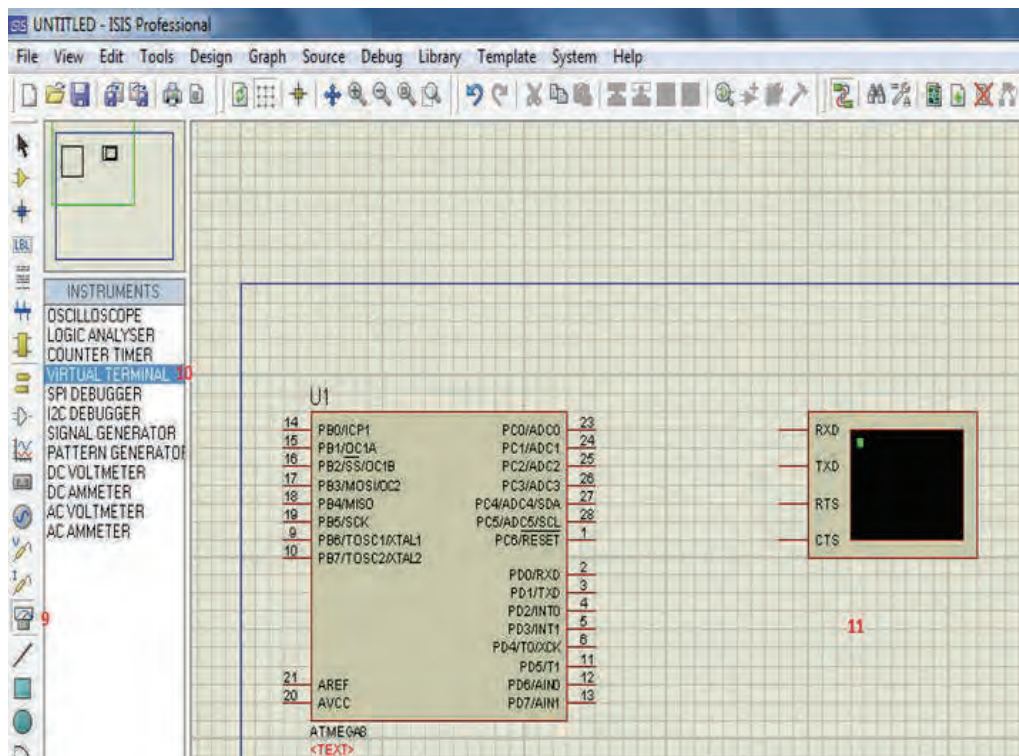 ISIS UNTITLED - ISIS Professional
File View Edit Tools Design Graph Source Debug Library Template System Help
LBL
INSTRUMENTS
OSCILLOSCOPE
LOGIC ANALYSER
COUNTER TIMER
VIRTUAL TERMINAL 10
SPI DEBUGGER
I2C DEBUGGER
SIGNAL GENERATOR
PATTERN GENERATOR
DC VOLTMETER
DC AMMETER
AC VOLTMETER
AC AMMETER
9
U1
14 PB0/ICP1 PC0/ADC0 23
15 PB1/OC1A PC1/ADC1 24
16 PB2/SS/OC1B PC2/ADC2 25
17 PB3/MOSI/OC2 PC3/ADC3 26
18 PB4/MISO PC4/ADC4/SDA 27
19 PB5/SCK PC5/ADC5/SCL 28
9 PB6/TOSC1/XTAL1 PC6/RESET 1
10 PB7/TOSC2/XTAL2
PD0/RXD 2
PD1/TXD 3
PD2/INT0 4
PD3/INT1 5
PD4/T0/XCK 6
PD5/T1 11
21 AREF PD6/AIN0 12
20 AVCC PD7/AIN1 13
ATMEGA8
<TEXT>
RXD
TXD
RTS
CTS
11